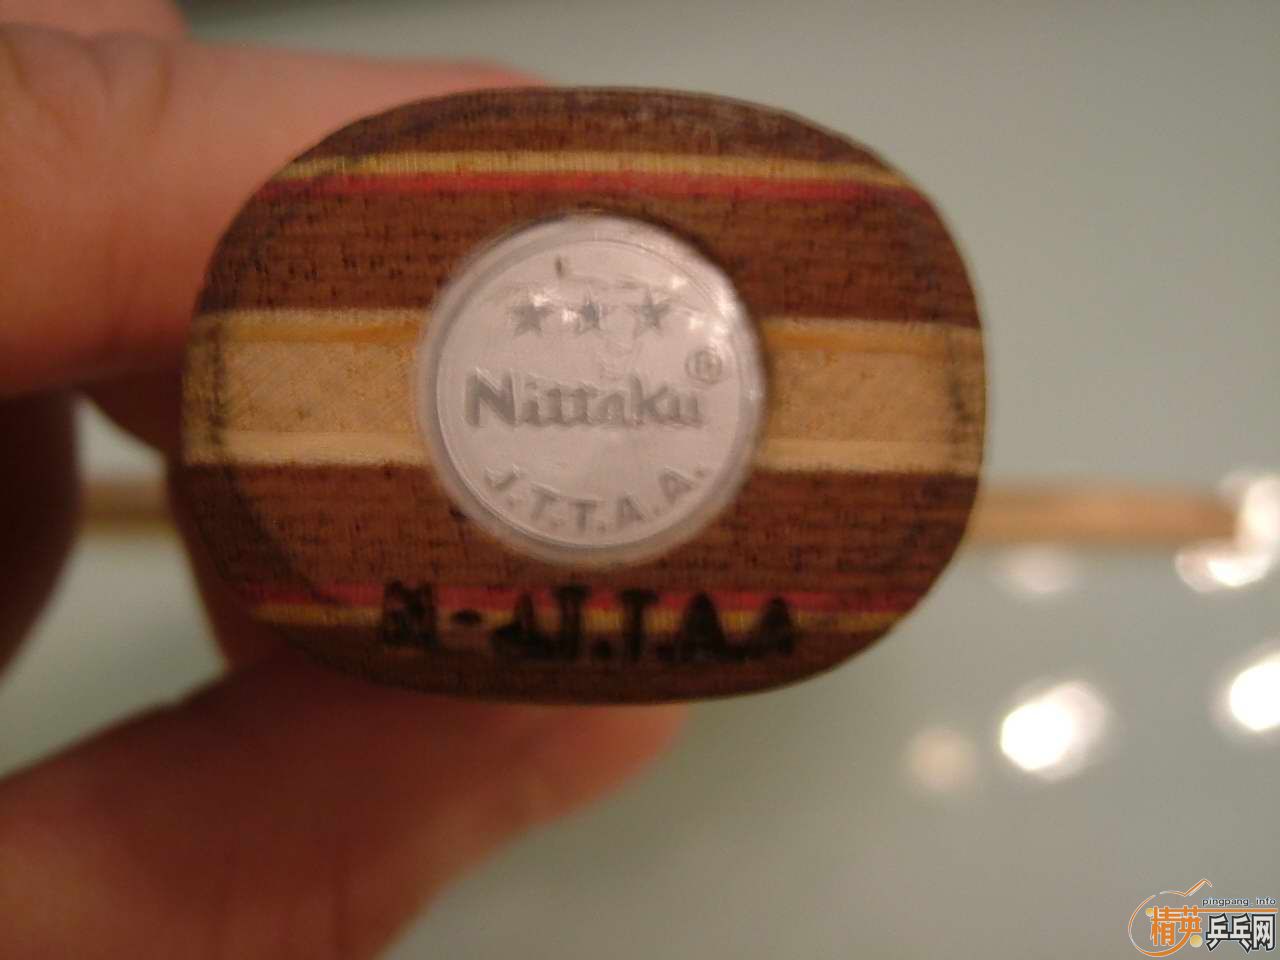 ★★★
Nittaku®
J.T.T.A.A.
pingpang.info
精英乒乓网